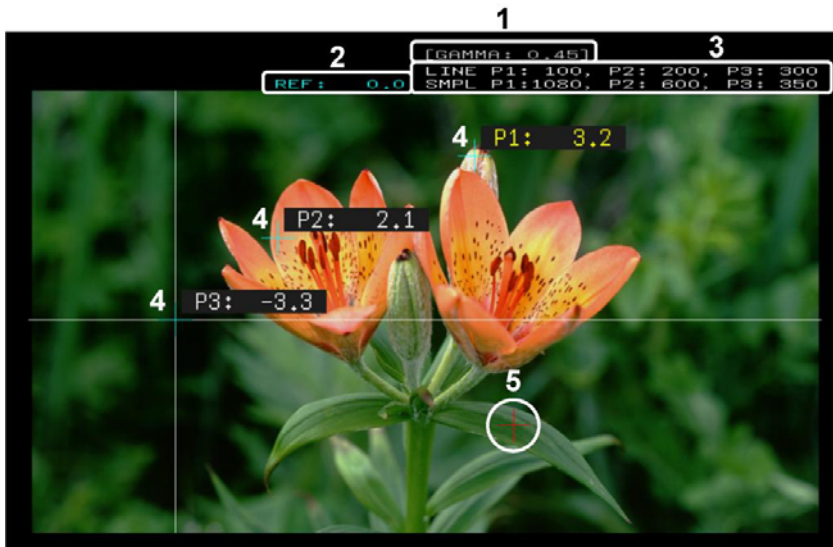 1
[GAMMA: 0.45]
2
3
REF: 0.0
LINE P1: 100, P2: 200, P3: 300
SMPL P1:1080, P2: 600, P3: 350
4 P1: 3.2
4 P2: 2.1
4 P3: -3.3
5